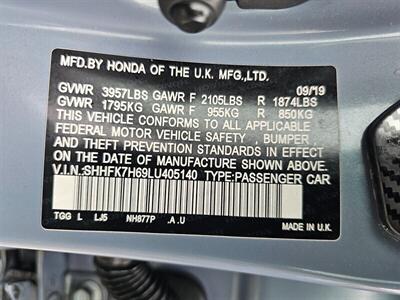 MFD.BY HONDA OF THE U.K. MFG.,LTD.
GVWR 3957LBS GAWR F 2105LBS R 1874LBS 09/19
GVWR 1795KG GAWR F 955KG R 850KG
THIS VEHICLE CONFORMS TO ALL APPLICABLE
FEDERAL MOTOR VEHICLE SAFETY , BUMPER,
AND THEFT PREVENTION STANDARDS IN EFFECT
ON THE DATE OF MANUFACTURE SHOWN ABOVE.
V.I.N.:SHHFK7H69LU405140 TYPE:PASSENGER CAR
TGG L LJ5 NH877P .A.U
MADE IN U.K.